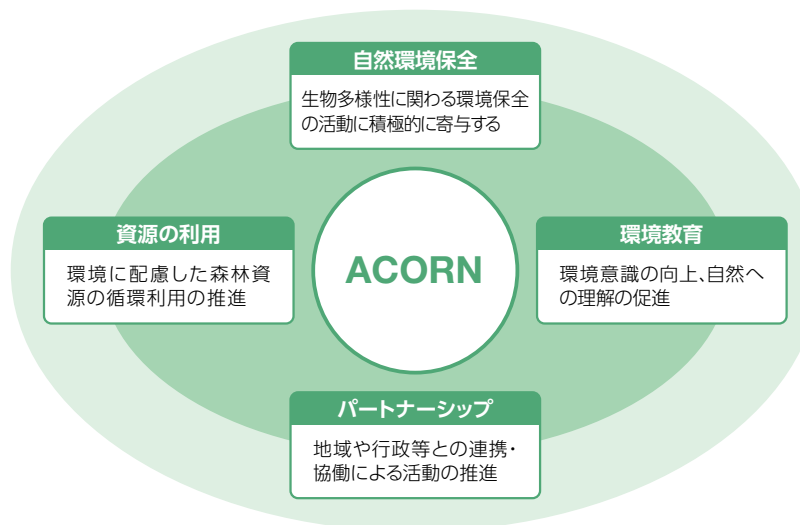 自然環境保全
生物多様性に関わる環境保全
の活動に積極的に寄与する
資源の利用
環境に配慮した森林資
源の循環利用の推進
ACORN
環境教育
環境意識の向上、自然へ
の理解の促進
パートナーシップ
地域や行政等との連携・
協働による活動の推進